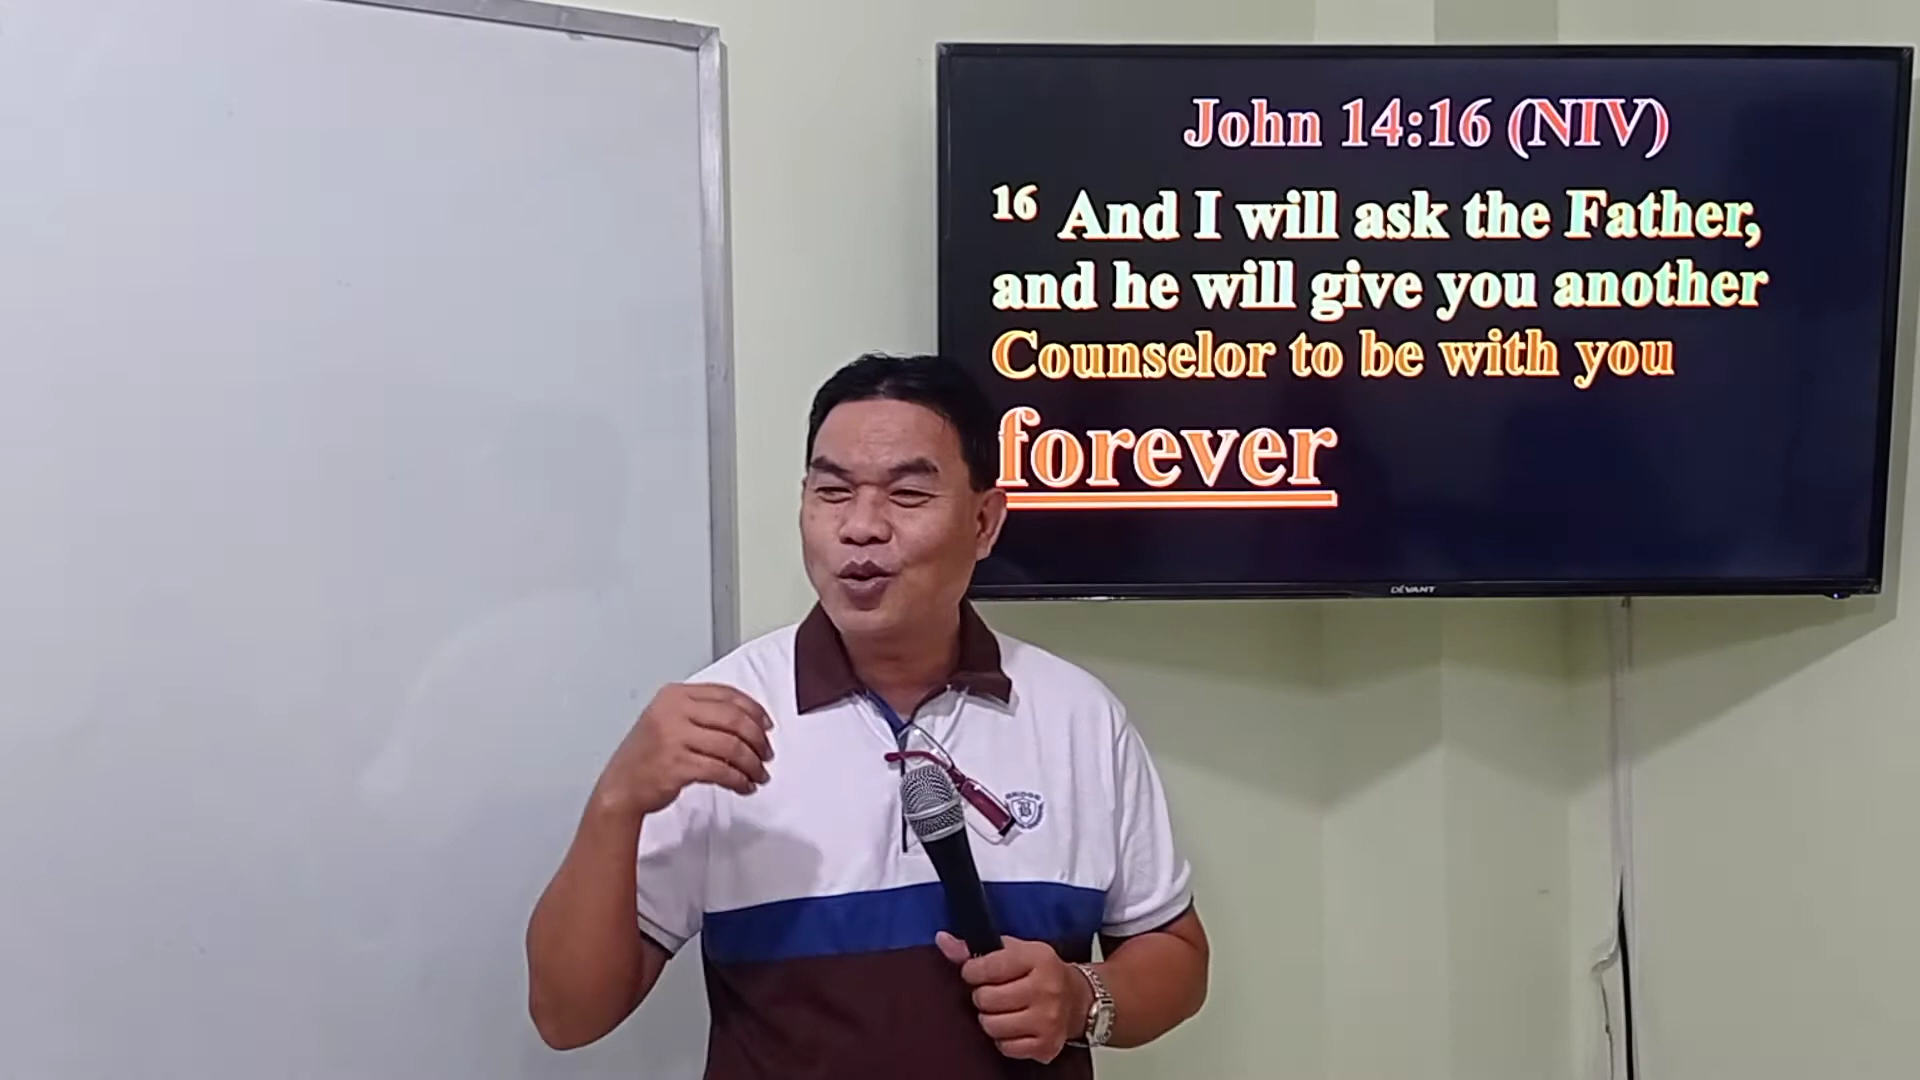 John 14:16 (NIV)
16 And I will ask the Father,
and he will give you another
Counselor to be with you
forever
DEVANT
B